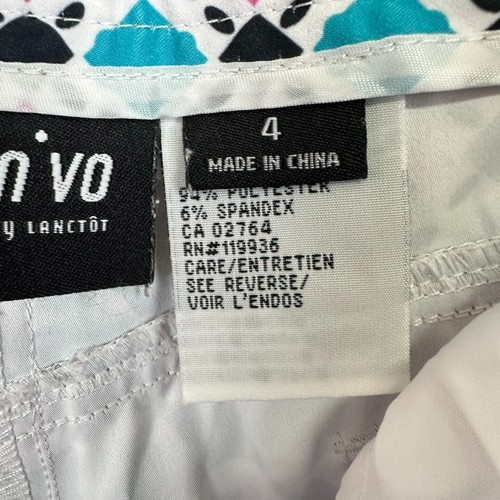 n·vo
y LANCTÔT
4
MADE IN CHINA
94% POLYESTER
6% SPANDEX
CA 02764
RN#119936
CARE/ENTRETIEN
SEE REVERSE/
VOIR L'ENDOS